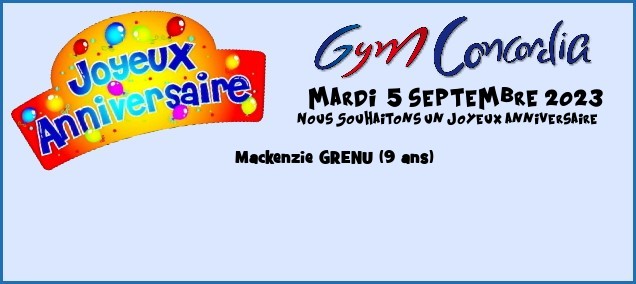 Joyeux
Anniversaire
Gym Concordia
MARDI 5 SEPTEMBRE 2023
NOUS SOUHAITONS UN JOYEUX ANNIVERSAIRE
Mackenzie GRENU (9 ans)